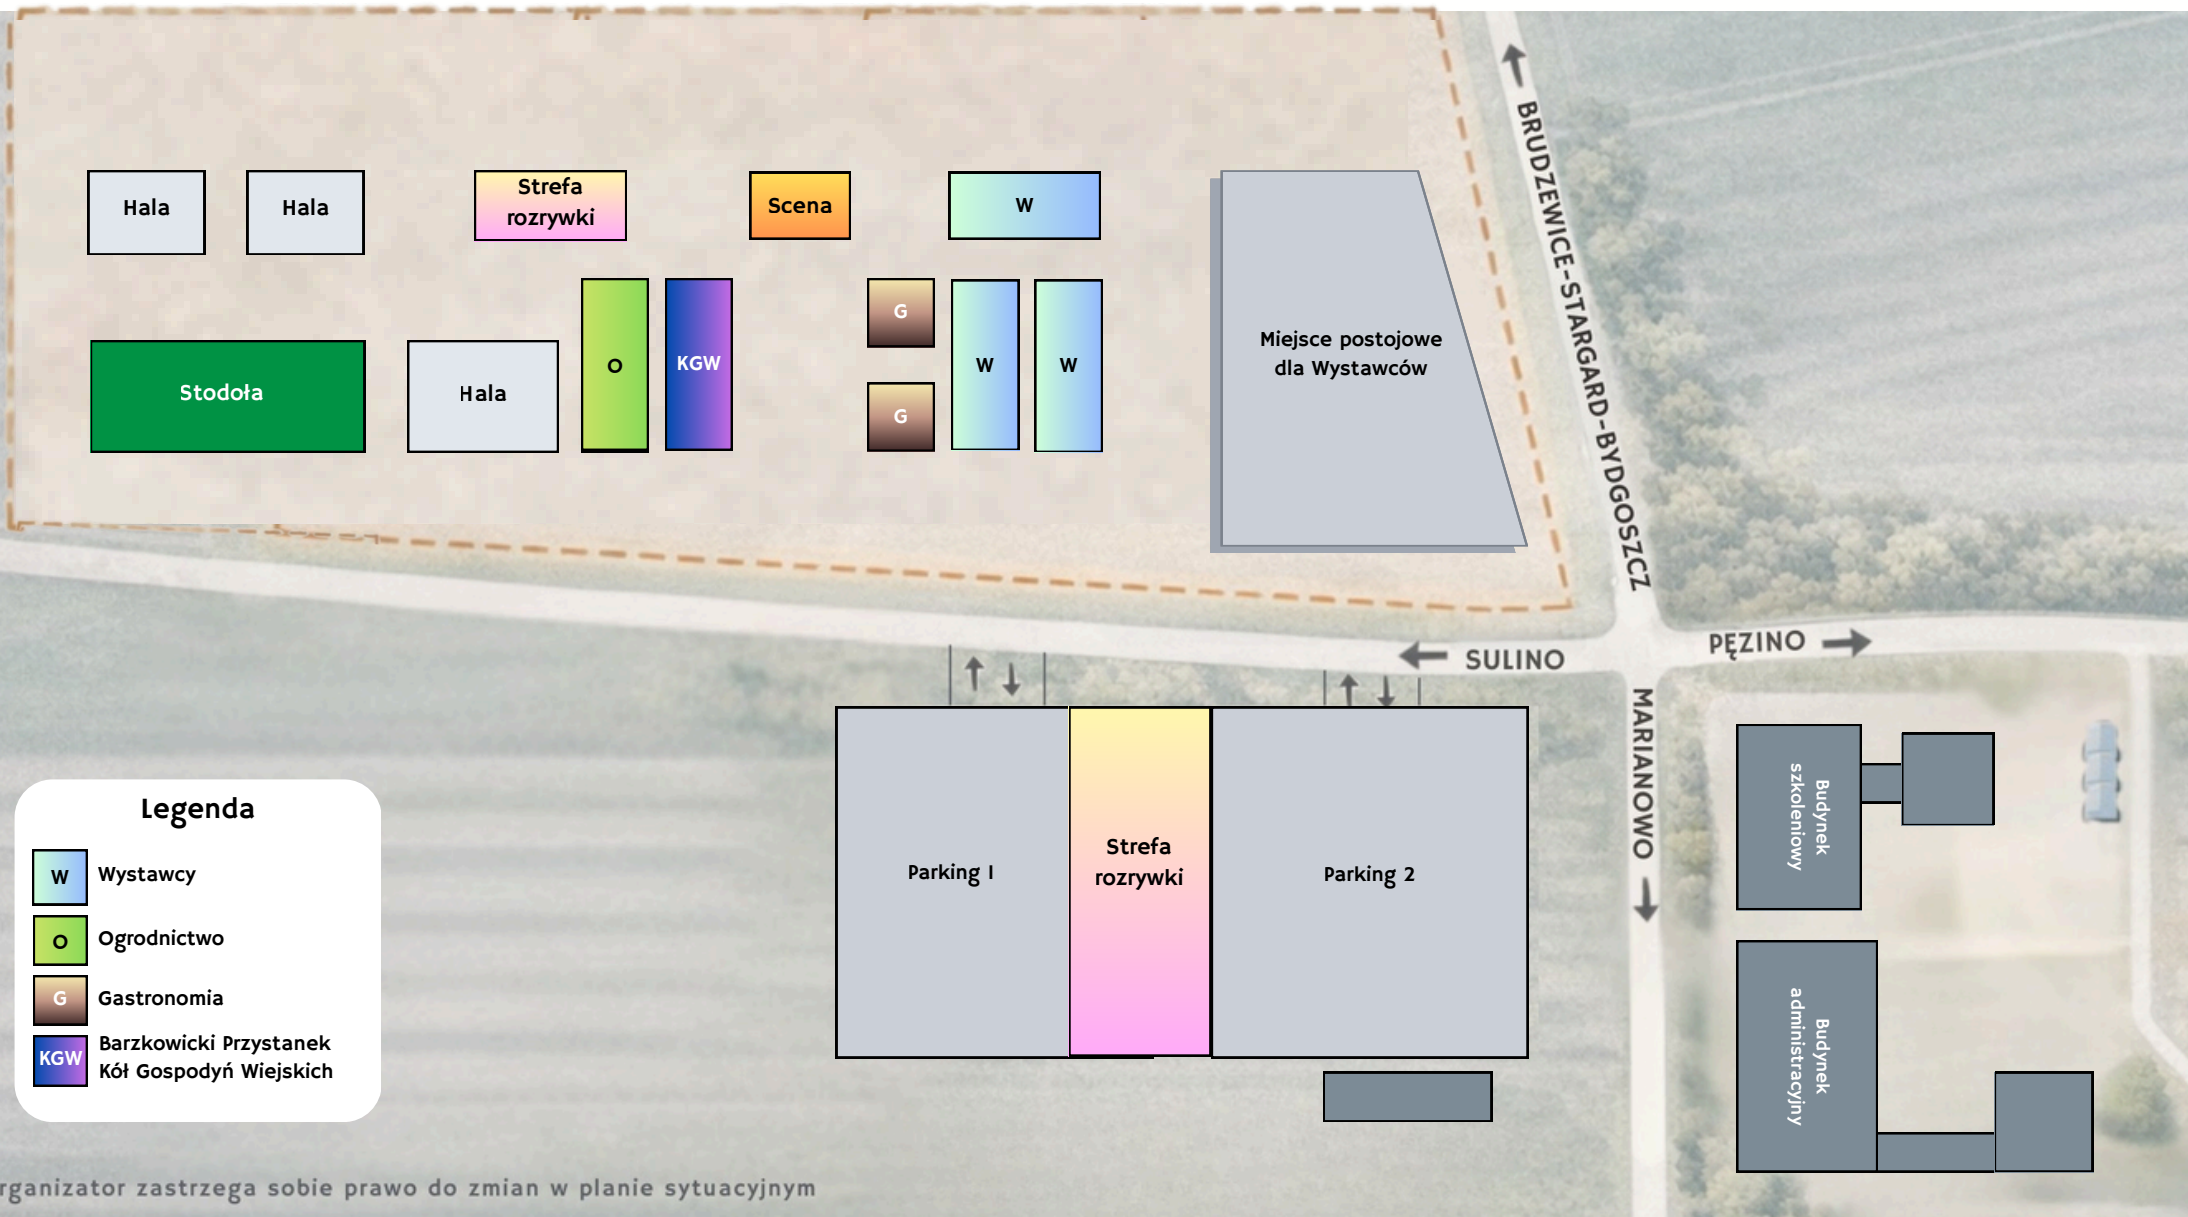 Hala
Hala
Strefa
rozrywki
Scena
W
Stodoła
Hala
O
KGW
G
G
W
W
Miejsce postojowe
dla Wystawców
BRUDZEWICE-STARGARD-BYDGOSZCZ
SULINO
PĘZINO
MARIANOWO
Parking 1
Strefa
rozrywki
Parking 2
Budynek
szkoleniowy
Budynek
administracyjny
Legenda
W Wystawcy
O Ogrodnictwo
G Gastronomia
KGW Barzkowicki Przystanek
Kół Gospodyń Wiejskich
rganizator zastrzega sobie prawo do zmian w planie sytuacyjnym